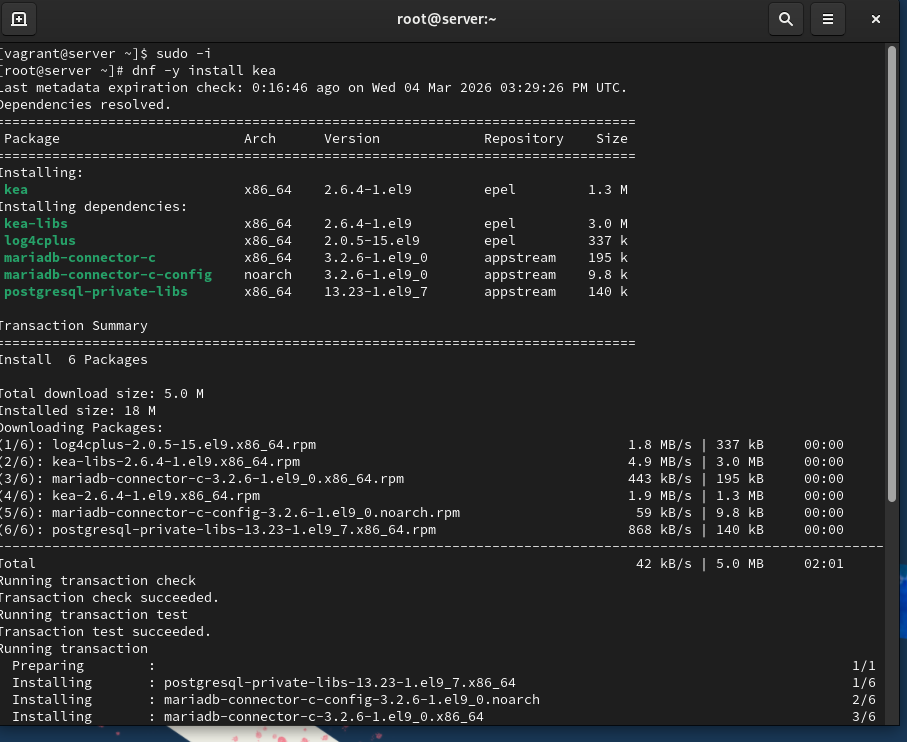 root@server:~
[vagrant@server ~]$ sudo -i
[root@server ~]# dnf -y install kea
Last metadata expiration check: 0:16:46 ago on Wed 04 Mar 2026 03:29:26 PM UTC.
Dependencies resolved.
================================================================================
Package Arch Version Repository Size
================================================================================
Installing:
kea x86_64 2.6.4-1.el9 epel 1.3 M
Installing dependencies:
kea-libs x86_64 2.6.4-1.el9 epel 3.0 M
log4cplus x86_64 2.0.5-15.el9 epel 337 k
mariadb-connector-c x86_64 3.2.6-1.el9_0 appstream 195 k
mariadb-connector-c-config noarch 3.2.6-1.el9_0 appstream 9.8 k
postgresql-private-libs x86_64 13.23-1.el9_7 appstream 140 k
Transaction Summary
================================================================================
Install 6 Packages
Total download size: 5.0 M
Installed size: 18 M
Downloading Packages:
(1/6): log4cplus-2.0.5-15.el9.x86_64.rpm 1.8 MB/s | 337 kB 00:00
(2/6): kea-libs-2.6.4-1.el9.x86_64.rpm 4.9 MB/s | 3.0 MB 00:00
(3/6): mariadb-connector-c-3.2.6-1.el9_0.x86_64.rpm 443 kB/s | 195 kB 00:00
(4/6): kea-2.6.4-1.el9.x86_64.rpm 1.9 MB/s | 1.3 MB 00:00
(5/6): mariadb-connector-c-config-3.2.6-1.el9_0.noarch.rpm 59 kB/s | 9.8 kB 00:00
(6/6): postgresql-private-libs-13.23-1.el9_7.x86_64.rpm 868 kB/s | 140 kB 00:00
--------------------------------------------------------------------------------
Total 42 kB/s | 5.0 MB 02:01
Running transaction check
Transaction check succeeded.
Running transaction test
Transaction test succeeded.
Running transaction
Preparing : 1/1
Installing : postgresql-private-libs-13.23-1.el9_7.x86_64 1/6
Installing : mariadb-connector-c-config-3.2.6-1.el9_0.noarch 2/6
Installing : mariadb-connector-c-3.2.6-1.el9_0.x86_64 3/6